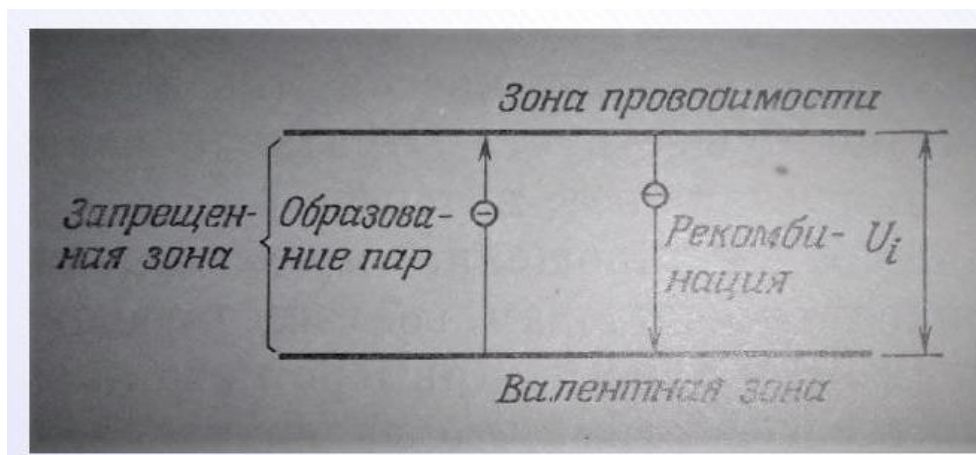 Зона проводимости
Запрещен-
ная зона
Образова-
ние пар
Рекомби-
нация
U_i
Валентная зона